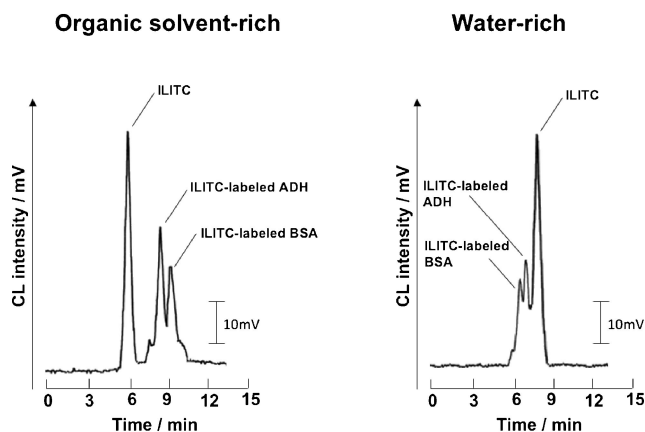 Organic solvent-rich
CL intensity / mV
ILITC
ILITC-labeled ADH
ILITC-labeled BSA
10mV
0 3 6 9 12 15
Time / min
Water-rich
CL intensity / mV
ILITC
ILITC-labeled
ADH
ILITC-labeled
BSA
10mV
0 3 6 9 12 15
Time / min